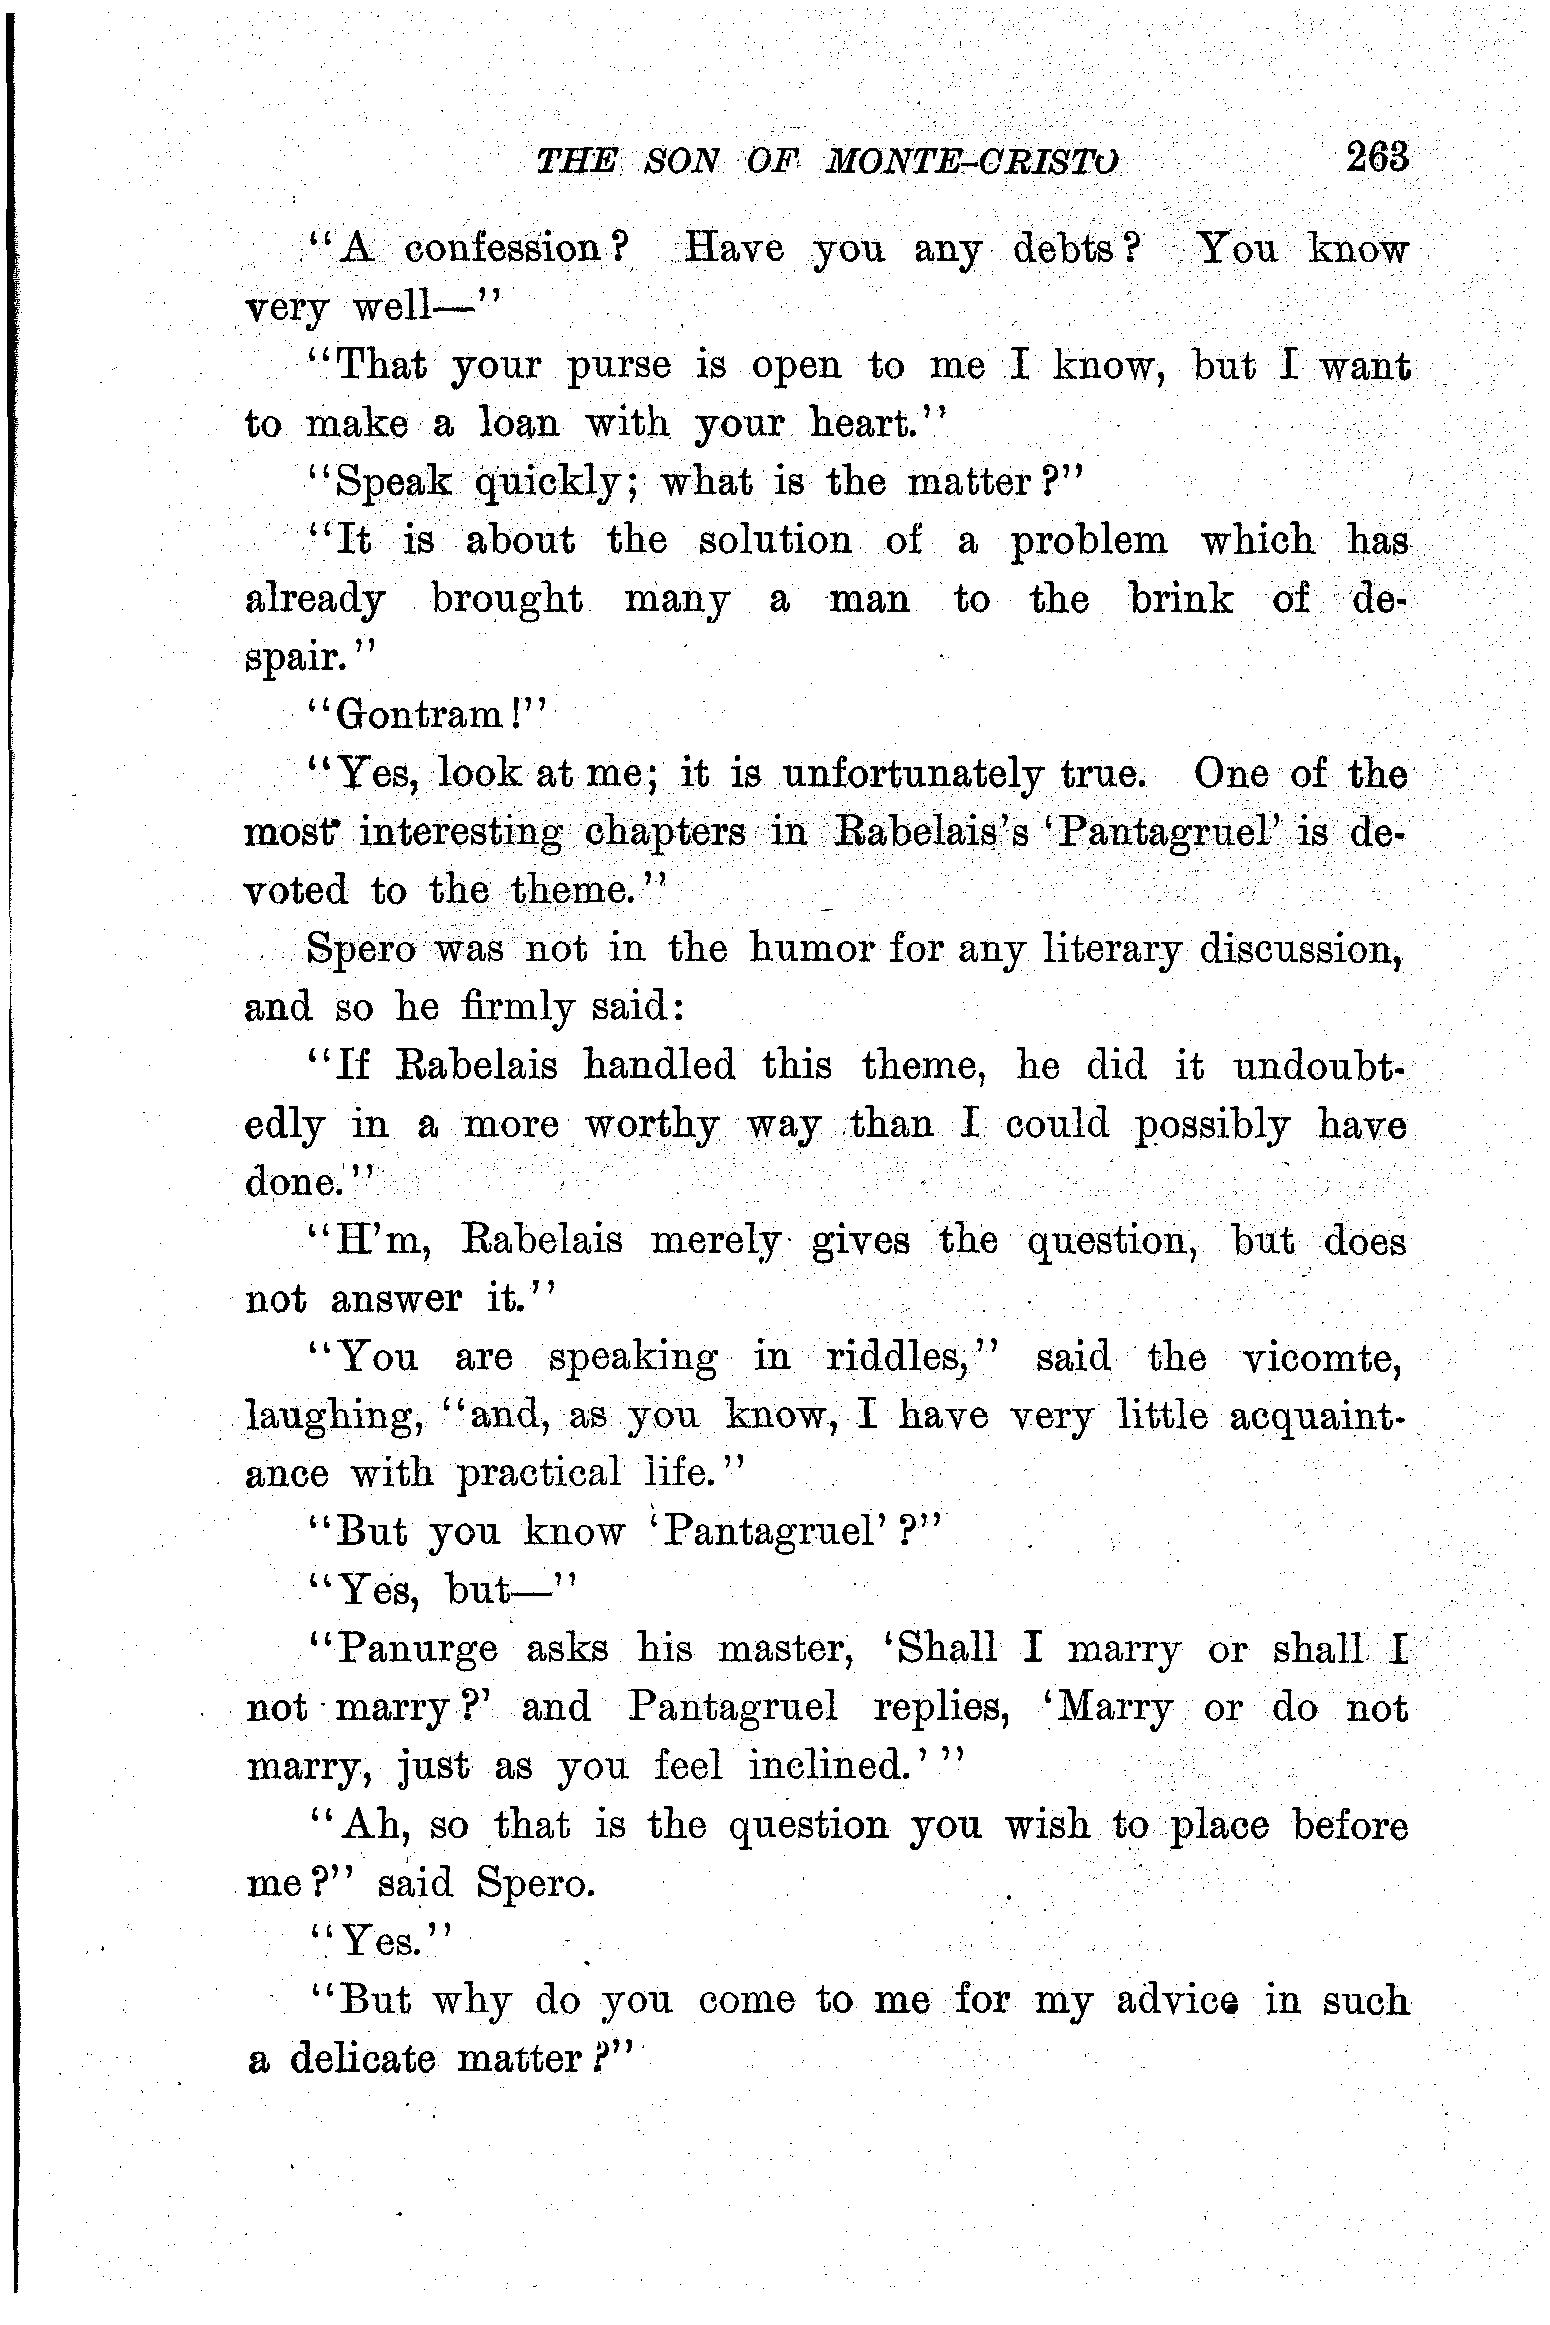 THE SON OF MONTE-CRISTO 263
"A confession? Have you any debts? You know
very well—"
"That your purse is open to me I know, but I want
to make a loan with your heart."
"Speak quickly; what is the matter?"
"It is about the solution of a problem which has
already brought many a man to the brink of de-
spair."
"Gontram!"
"Yes, look at me; it is unfortunately true. One of the
most interesting chapters in Rabelais's 'Pantagruel' is de-
voted to the theme."
Spero was not in the humor for any literary discussion,
and so he firmly said:
"If Rabelais handled this theme, he did it undoubt-
edly in a more worthy way than I could possibly have
done."
"H'm, Rabelais merely gives the question, but does
not answer it."
"You are speaking in riddles," said the vicomte,
laughing, "and, as you know, I have very little acquaint-
ance with practical life."
"But you know 'Pantagruel'?"
"Yes, but—"
"Panurge asks his master, 'Shall I marry or shall I
not marry?' and Pantagruel replies, 'Marry or do not
marry, just as you feel inclined.'"
"Ah, so that is the question you wish to place before
me?" said Spero.
"Yes."
"But why do you come to me for my advice in such
a delicate matter?"